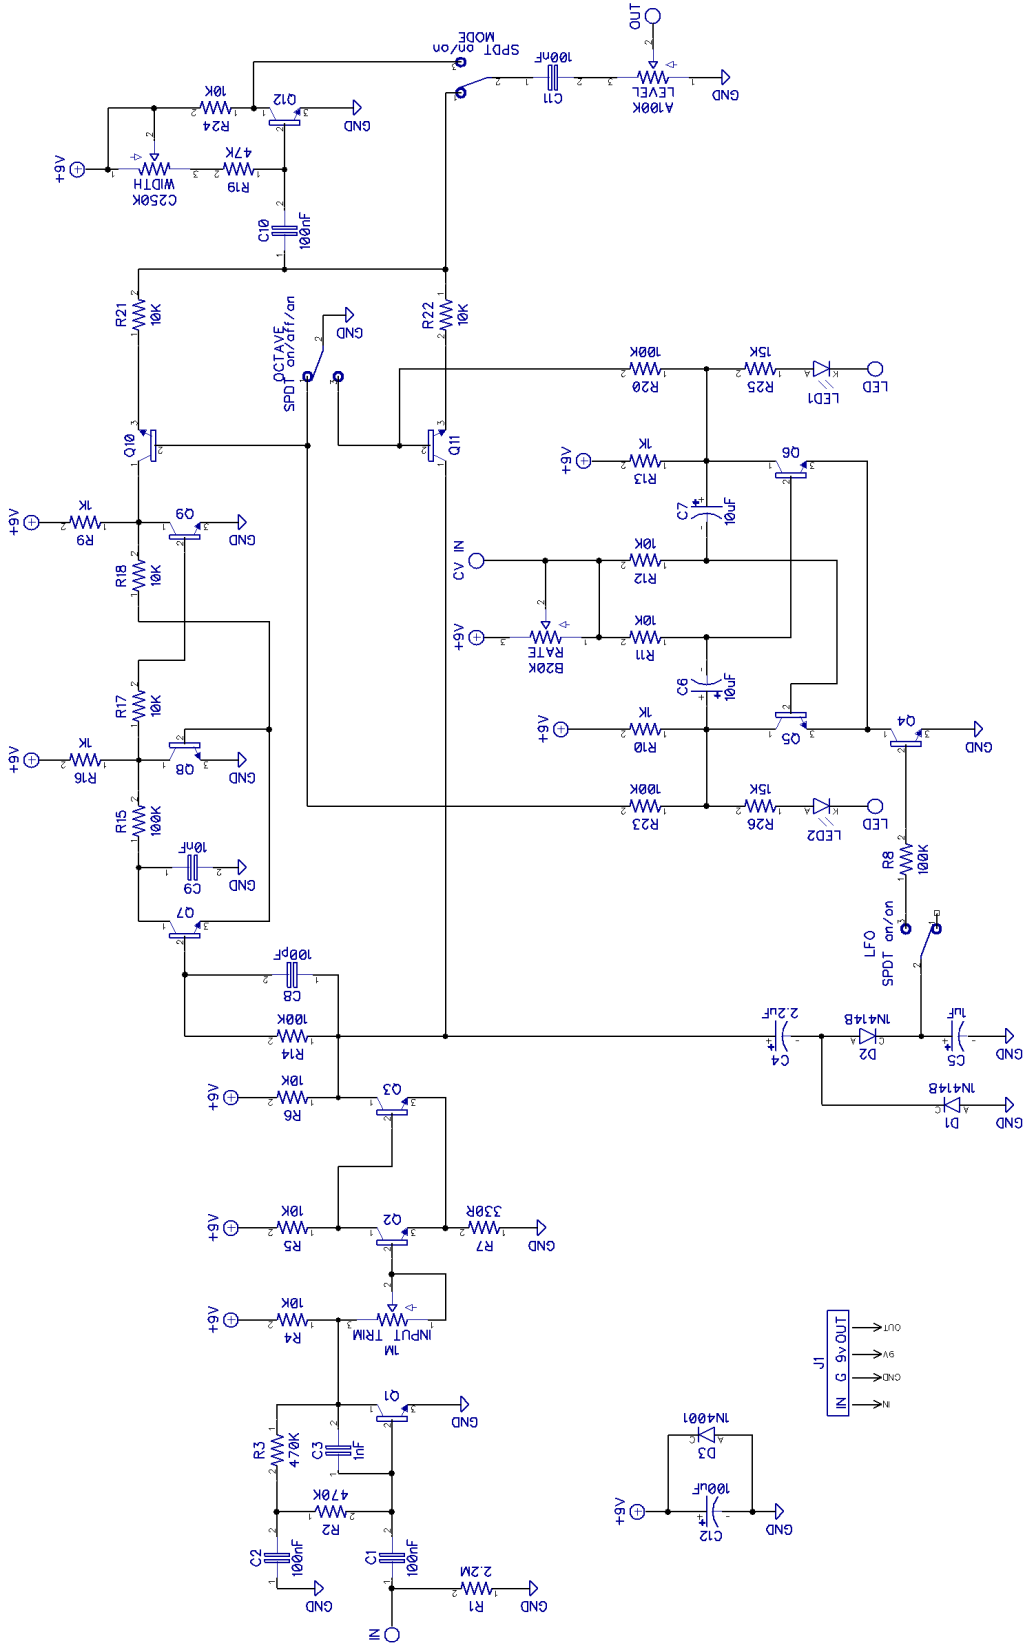 OUT
SPDT on/on
MODE
100nF
C11
LEVEL
A100K
GND
+9V
10K
R24
Q12
GND
WIDTH
C250K
47K
R19
C10
100nF
R21
10K
R22
10K
OCTAVE
SPDT on/off/on
GND
Q10
Q11
+9V
1K
R9
Q9
GND
R18
10K
R17
10K
+9V
1K
R16
Q8
GND
R15
100K
10nF
C9
GND
Q7
100pF
C8
100K
R14
100K
R20
15K
R25
LED1
LED
+9V
1K
R13
Q6
C7
10uF
CV IN
10K
R12
+9V
RATE
B20K
10K
R11
C6
10uF
+9V
1K
R10
Q5
Q4
GND
100K
R23
15K
R26
LED2
LED
R8
100K
LFO
SPDT on/on
2.2uF
C4
1N4148
D2
1uF
C5
GND
1N4148
D1
GND
+9V
10K
R6
Q3
+9V
10K
R5
Q2
330R
R7
GND
+9V
10K
R4
INPUT TRIM
1M
Q1
GND
R3
470K
C3
1nF
470K
R2
C2
100nF
GND
C1
100nF
2.2M
R1
GND
IN
J1
IN G 9v OUT
OUT
9V
GND
IN
1N4001
D3
+9V
100uF
C12
GND